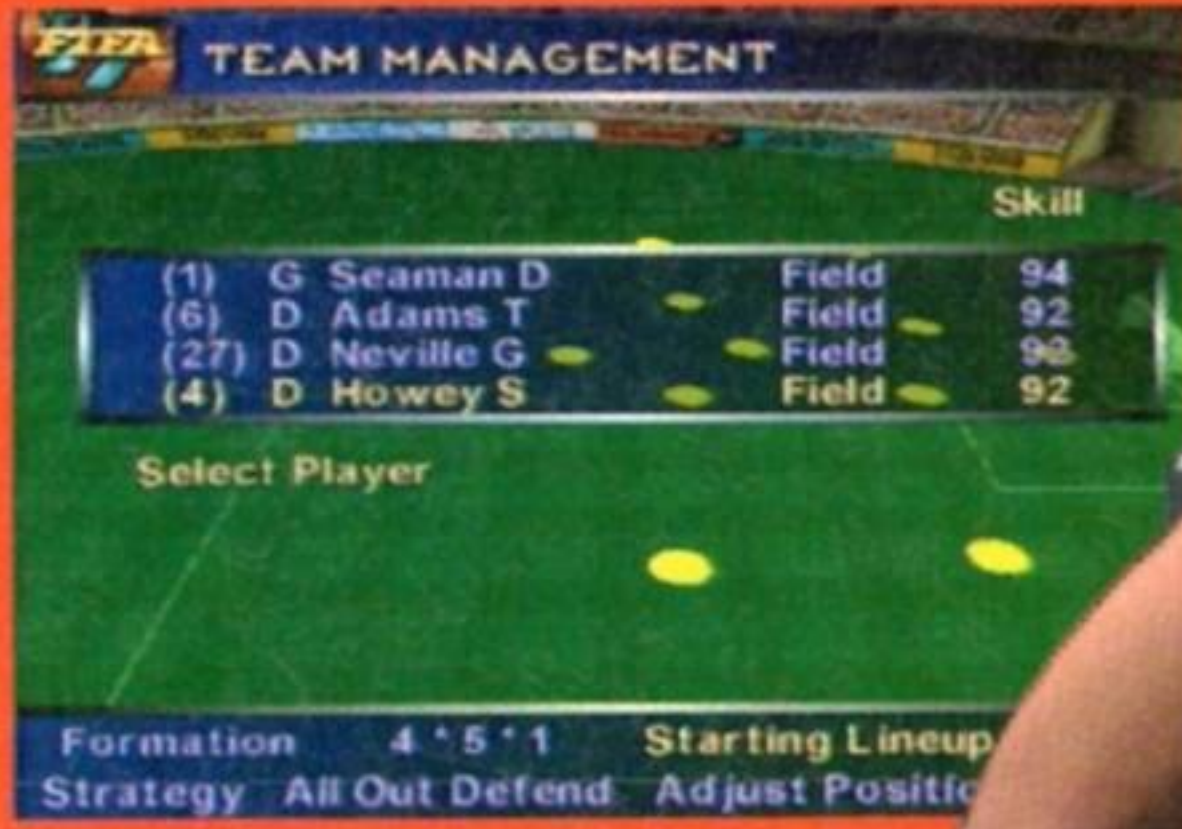 FIFA
TEAM MANAGEMENT
Skill
(1) G Seaman D Field 94
(6) D Adams T Field 92
(27) D Neville G Field
(4) D Howey S Field 92
Select Player
Formation 4*5*1 Starting Lineup
Strategy All Out Defend Adjust